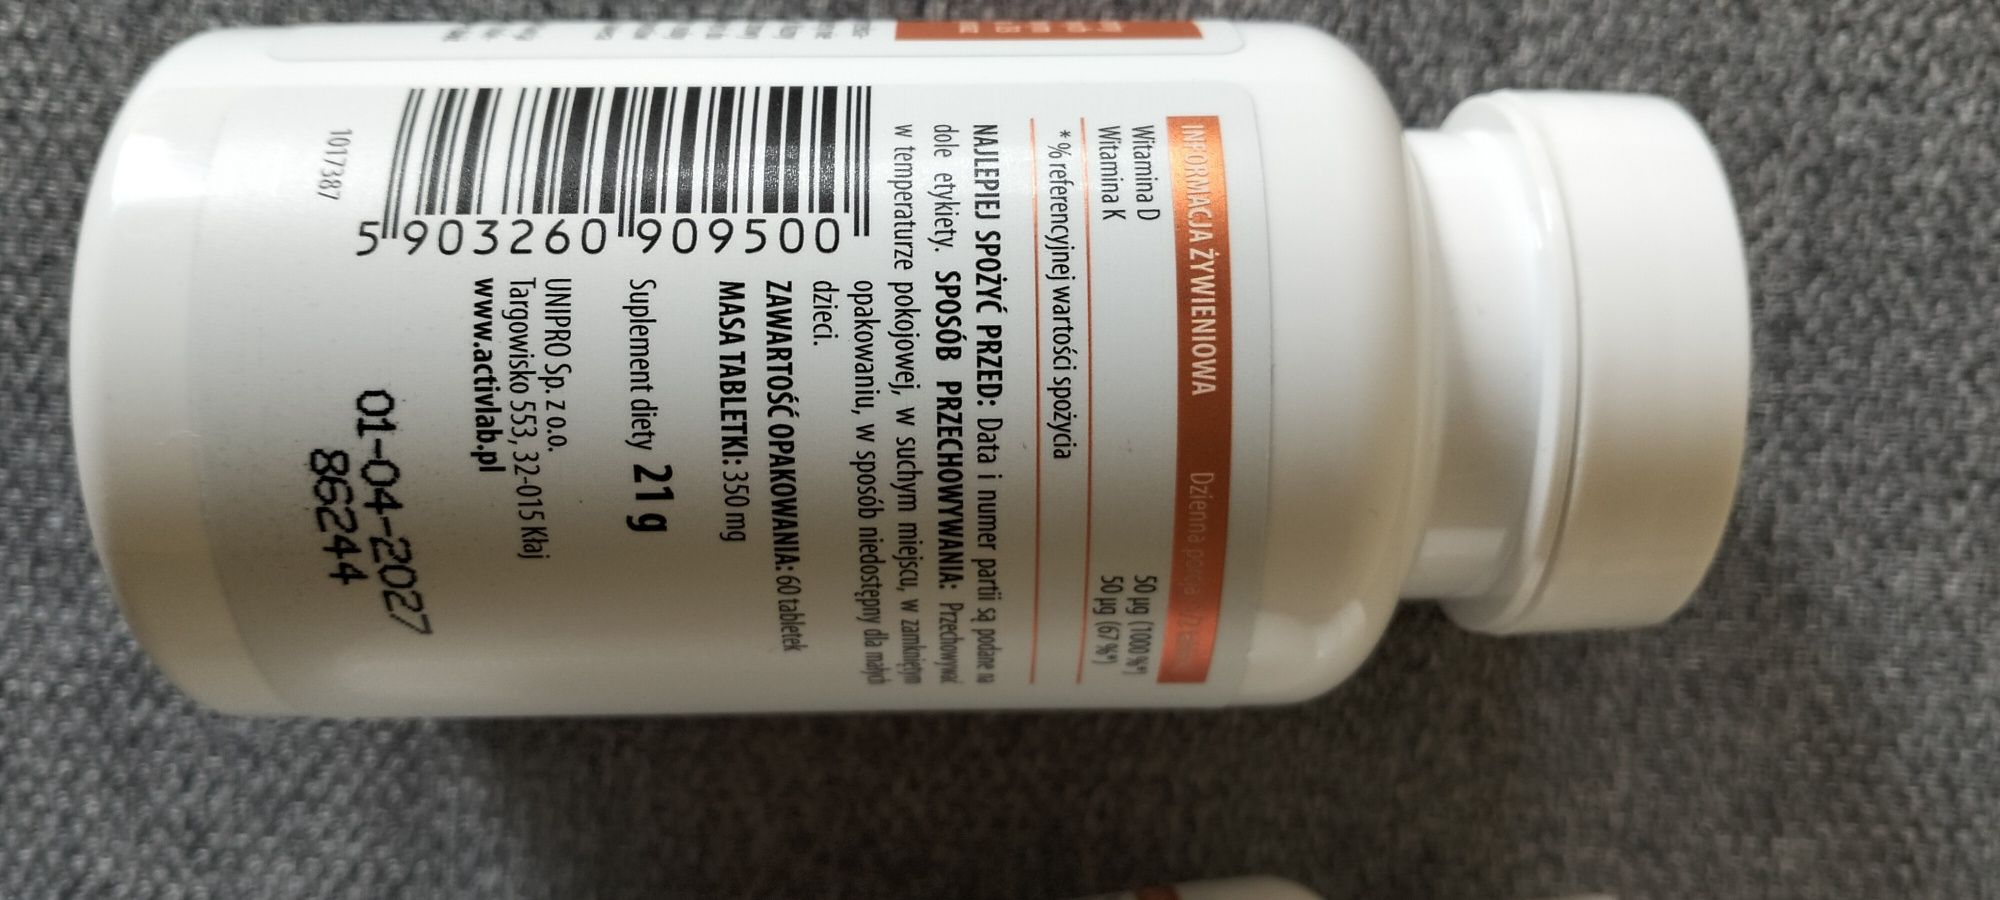 INFORMACJA ŻYWIENIOWA Dzienna porcja
Witamina D 50 µg (1000 %*)
Witamina K 50 µg (67 %*)
* % referencyjnej wartości spożycia
NAJLEPIEJ SPOŻYĆ PRZED: Data i numer partii są podane na
dole etykiety. SPOSÓB PRZECHOWYWANIA: Przechowywać
w temperaturze pokojowej, w suchym miejscu, w zamkniętym
opakowaniu, w sposób niedostępny dla małych
dzieci.
ZAWARTOŚĆ OPAKOWANIA: 60 tabletek
MASA TABLETKI: 350 mg
Suplement diety 21 g
UNIPRO Sp. z o.o.
Targowisko 553, 32-015 Kłaj
www.activlab.pl
5 903260 909500
1017387
01-04-2027
86244